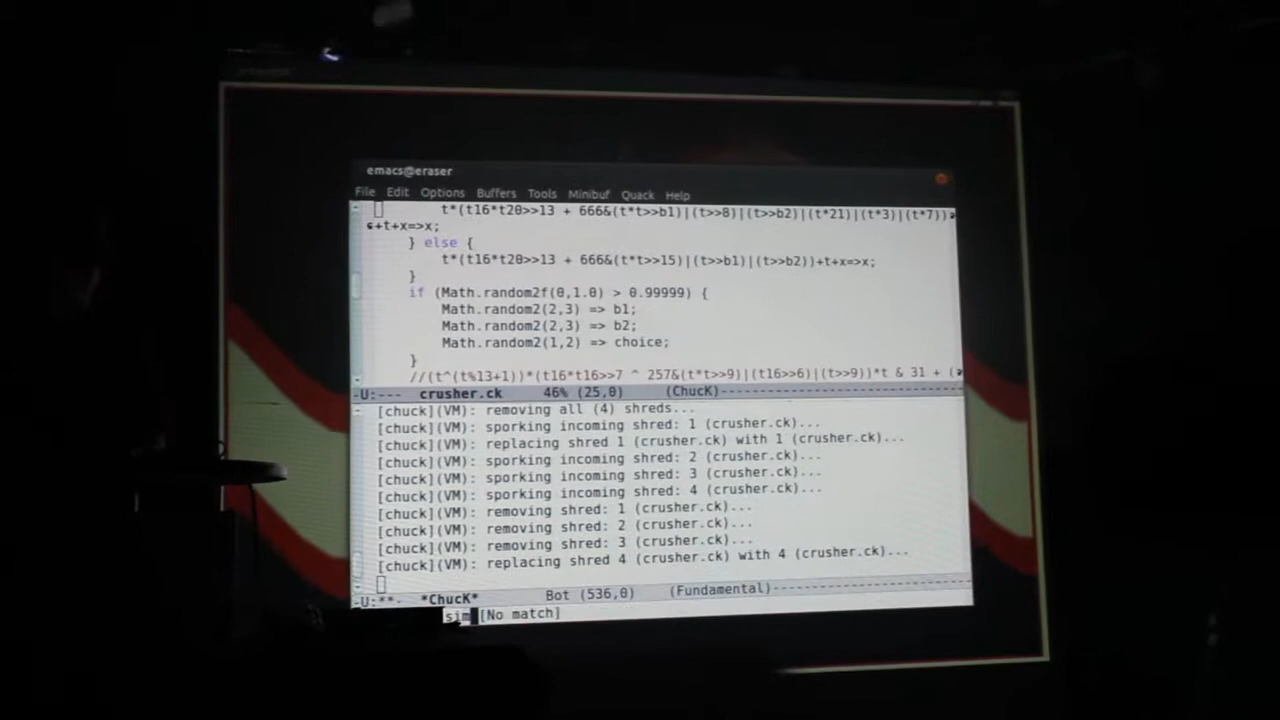 emacs@eraser
File Edit Options Buffers Tools Minibuf Quack Help
t*(t16*t20>>13 + 666&(t*t>>b1)|(t>>8)|(t>>b2)|(t*21)|(t*3)|(t*7))
+t+x=>x;
} else {
t*(t16*t20>>13 + 666&(t*t>>15)|(t>>b1)|(t>>b2))+t+x=>x;
}
if (Math.random2f(0,1.0) > 0.99999) {
Math.random2(2,3) => b1;
Math.random2(2,3) => b2;
Math.random2(1,2) => choice;
}
//(t^(t%13+1))*(t16*t16>>7 ^ 257&(t*t>>9)|(t16>>6)|(t>>9))*t & 31 + (
-U:--- crusher.ck 46% (25,0) (ChucK)-----------------------------
[chuck](VM): removing all (4) shreds...
[chuck](VM): sporking incoming shred: 1 (crusher.ck)...
[chuck](VM): replacing shred 1 (crusher.ck) with 1 (crusher.ck)...
[chuck](VM): sporking incoming shred: 2 (crusher.ck)...
[chuck](VM): sporking incoming shred: 3 (crusher.ck)...
[chuck](VM): sporking incoming shred: 4 (crusher.ck)...
[chuck](VM): removing shred: 1 (crusher.ck)...
[chuck](VM): removing shred: 2 (crusher.ck)...
[chuck](VM): removing shred: 3 (crusher.ck)...
[chuck](VM): replacing shred 4 (crusher.ck) with 4 (crusher.ck)...
-U:**- *ChucK* Bot (536,0) (Fundamental)-------------------------
sim [No match]